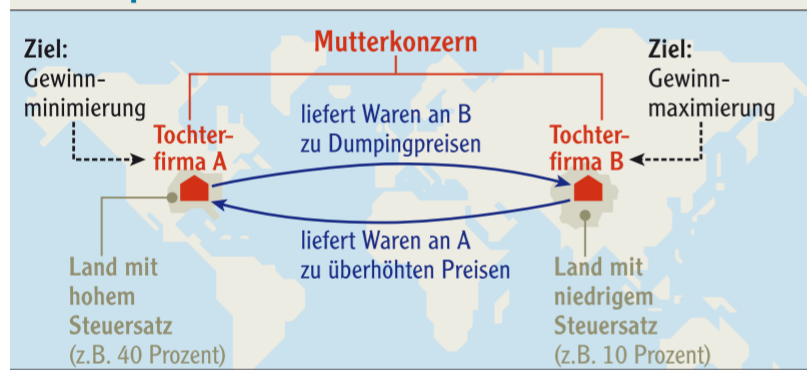 Mutterkonzern
Ziel:
Gewinn-
minimierung
Ziel:
Gewinn-
maximierung
Tochter-
firma A
liefert Waren an B
zu Dumpingpreisen
Tochter-
firma B
liefert Waren an A
zu überhöhten Preisen
Land mit
hohem
Steuersatz
(z.B. 40 Prozent)
Land mit
niedrigem
Steuersatz
(z.B. 10 Prozent)